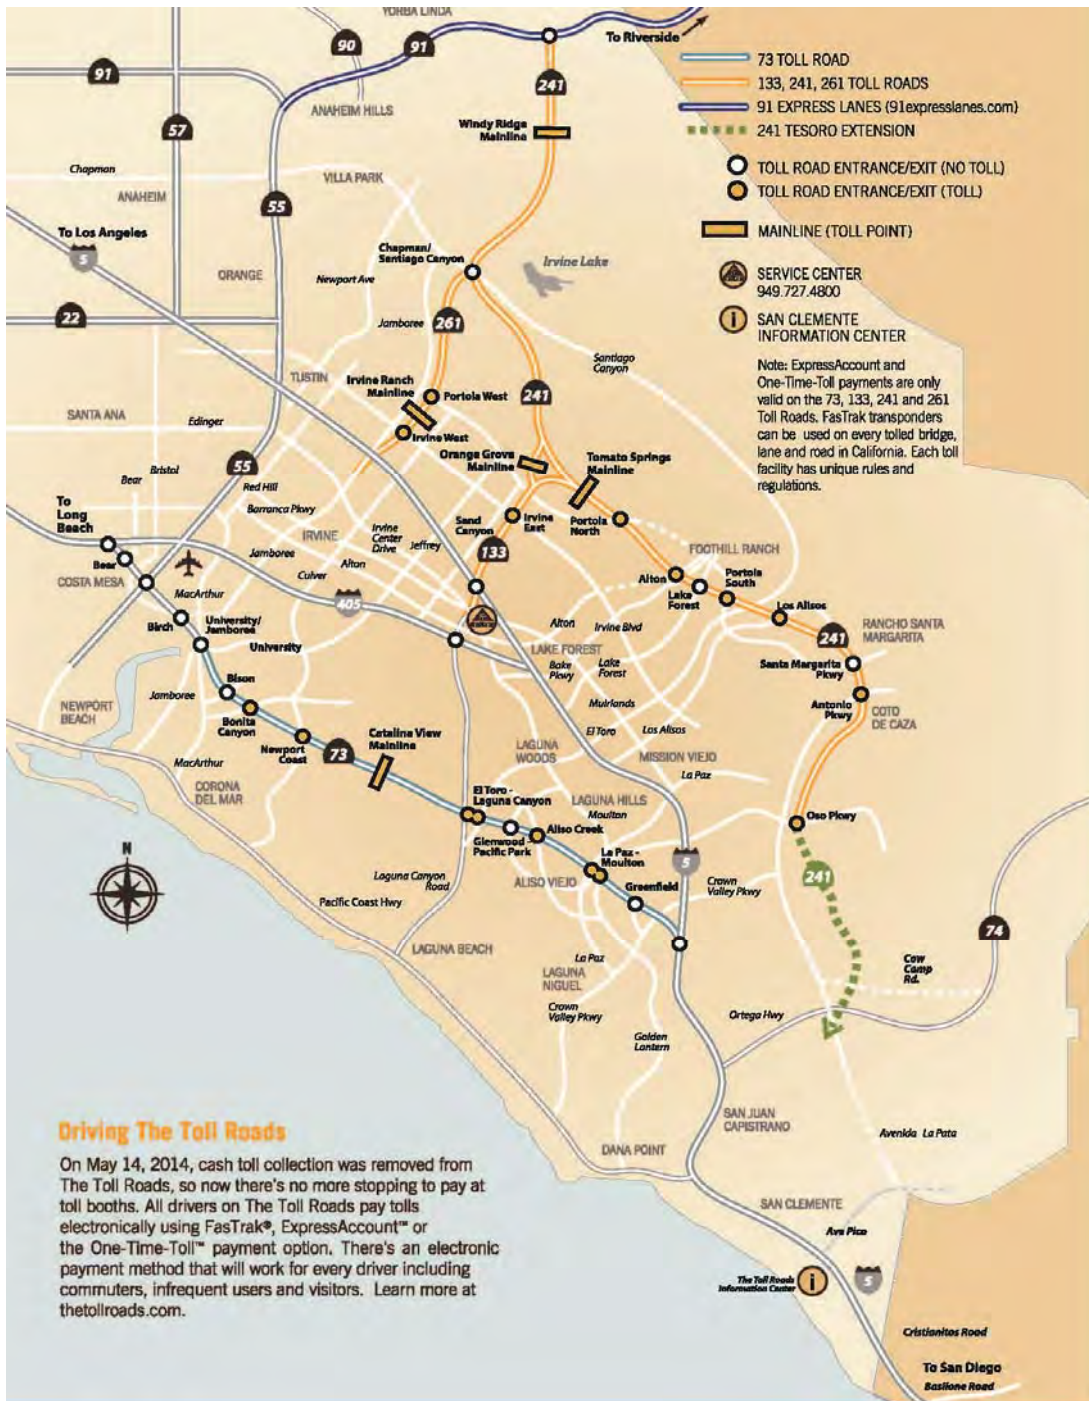 YORBA LINDA
To Riverside
90
91
91
241
ANAHEIM HILLS
57
Windy Ridge
Mainline
73 TOLL ROAD
133, 241, 261 TOLL ROADS
91 EXPRESS LANES (91expresslanes.com)
241 TESORO EXTENSION
TOLL ROAD ENTRANCE/EXIT (NO TOLL)
TOLL ROAD ENTRANCE/EXIT (TOLL)
MAINLINE (TOLL POINT)
SERVICE CENTER
949.727.4800
i
SAN CLEMENTE
INFORMATION CENTER
Note: ExpressAccount and
One-Time-Toll payments are only
valid on the 73, 133, 241 and 261
Toll Roads. FasTrak transponders
can be used on every tolled bridge,
lane and road in California. Each toll
facility has unique rules and
regulations.
Chapman
VILLA PARK
ANAHEIM
55
To Los Angeles
5
Chapman/
Santiago Canyon
Irvine Lake
ORANGE
Newport Ave
22
Jamboree
261
Santiago
Canyon
TUSTIN
Irvine Ranch
Mainline
Portola West
241
SANTA ANA
Edinger
Irvine West
Orange Grove
Mainline
Tomato Springs
Mainline
55
Bristol
Bear
Red Hill
Barranca Pkwy
To
Long
Beach
Sand
Canyon
Irvine
East
Portola
North
IRVINE
Irvine
Center
Drive
Jeffrey
133
FOOTHILL RANCH
Bear
Jamboree
Alton
Culver
COSTA MESA
MacArthur
405
Alton
Lake
Forest
Portola
South
Los Alisos
Birch
University/
Jamboree
University
Alton
Irvine Blvd
241
RANCHO SANTA
MARGARITA
LAKE FOREST
Bake
Pkwy
Lake
Forest
Santa Margarita
Pkwy
Bison
Jamboree
NEWPORT
BEACH
Bonita
Canyon
Muirlands
Antonio
Pkwy
COTO
DE CAZA
Newport
Coast
73
Catalina View
Mainline
El Toro
Los Alisos
LAGUNA
WOODS
MISSION VIEJO
MacArthur
La Paz
CORONA
DEL MAR
El Toro -
Laguna Canyon
LAGUNA HILLS
Moulton
Oso Pkwy
Aliso Creek
Glenwood -
Pacific Park
N
La Paz -
Moulton
5
241
Laguna Canyon
Road
ALISO VIEJO
Greenfield
Crown
Valley Pkwy
Pacific Coast Hwy
74
LAGUNA BEACH
La Paz
Cow
Camp
Rd.
LAGUNA
NIGUEL
Crown
Valley Pkwy
Ortega Hwy
Golden
Lantern
SAN JUAN
CAPISTRANO
Driving The Toll Roads
On May 14, 2014, cash toll collection was removed from
The Toll Roads, so now there's no more stopping to pay at
toll booths. All drivers on The Toll Roads pay tolls
electronically using FasTrak®, ExpressAccount™ or
the One-Time-Toll™ payment option. There's an electronic
payment method that will work for every driver including
commuters, infrequent users and visitors. Learn more at
thetollroads.com.
DANA POINT
Avenida La Pata
SAN CLEMENTE
Ave Pico
The Toll Roads
Information Center
i
5
Cristianitos Road
To San Diego
Basilone Road